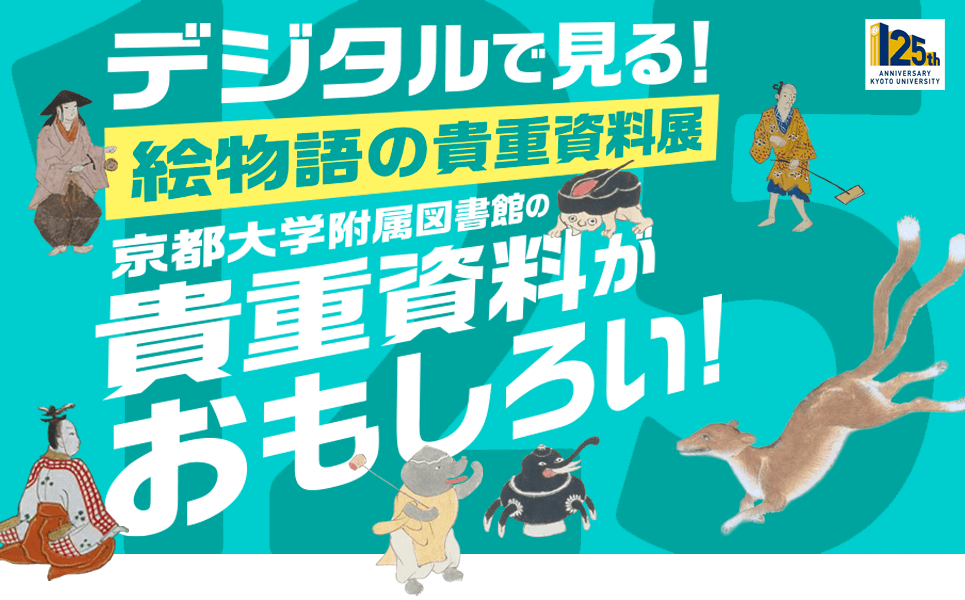 デジタルで見る!
125th
ANNIVERSARY
KYOTO UNIVERSITY
絵物語の貴重資料展
京都大学附属図書館の
貴重資料が
おもしろい!
125